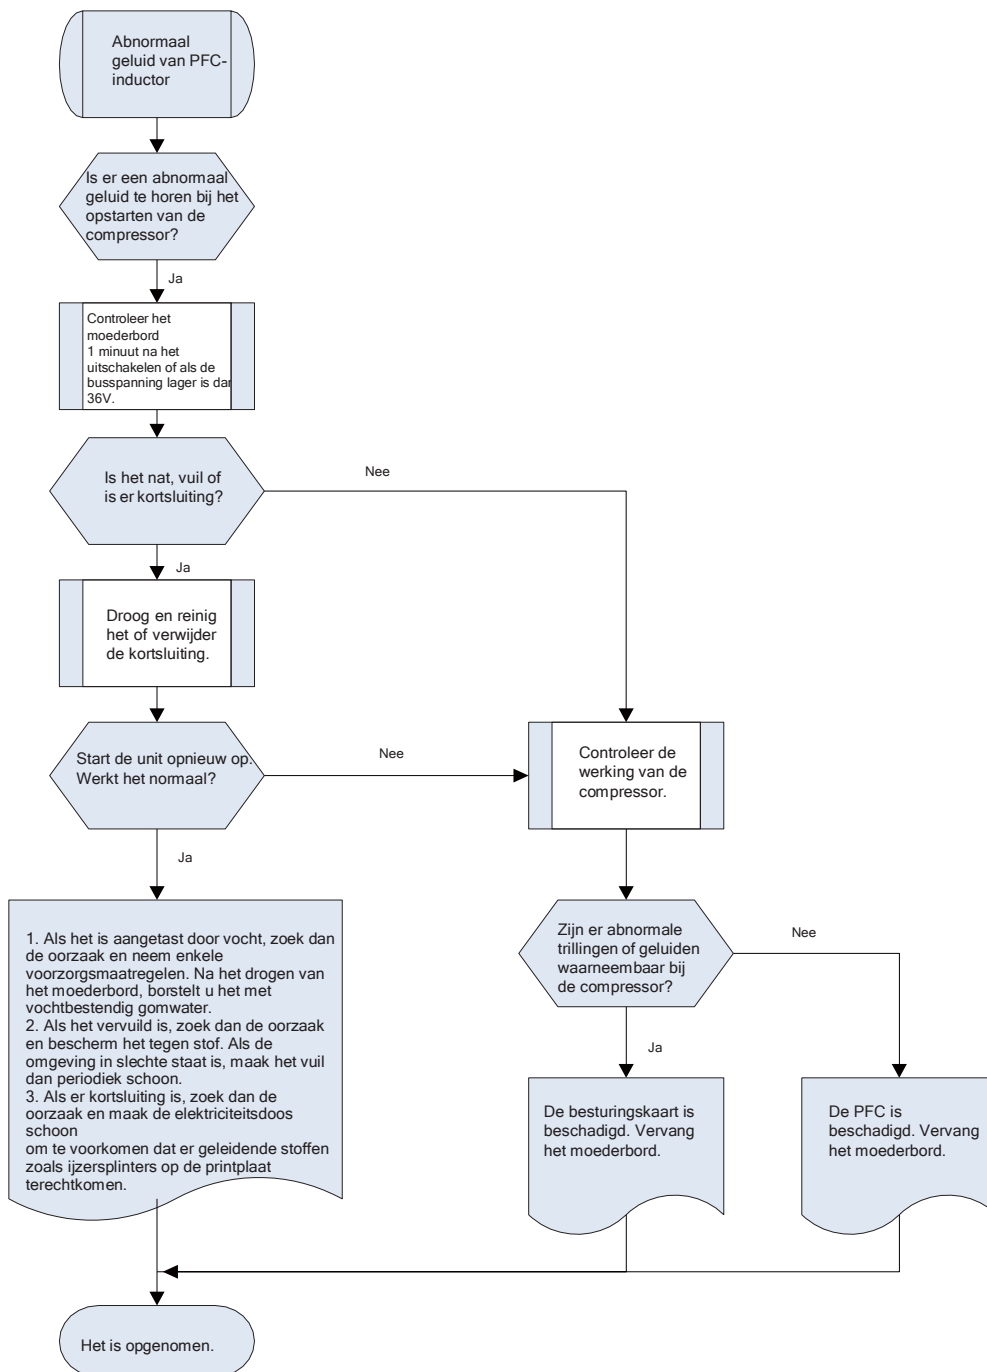 Abnormaal
geluid van PFC-
inductor
Is er een abnormaal
geluid te horen bij het
opstarten van de
compressor?
Ja
Controleer het
moederbord
1 minuut na het
uitschakelen of als de
busspanning lager is dan
36V.
Is het nat, vuil of
is er kortsluiting?
Nee
Ja
Droog en reinig
het of verwijder
de kortsluiting.
Start de unit opnieuw op.
Werkt het normaal?
Nee
Controleer de
werking van de
compressor.
Ja
1. Als het is aangetast door vocht, zoek dan
de oorzaak en neem enkele
voorzorgsmaatregelen. Na het drogen van
het moederbord, borstelt u het met
vochtbestendig gomwater.
2. Als het vervuild is, zoek dan de oorzaak
en bescherm het tegen stof. Als de
omgeving in slechte staat is, maak het vuil
dan periodiek schoon.
3. Als er kortsluiting is, zoek dan de
oorzaak en maak de elektriciteitsdoos
schoon
om te voorkomen dat er geleidende stoffen
zoals ijzersplinters op de printplaat
terechtkomen.
Zijn er abnormale
trillingen of geluiden
waarneembaar bij
de compressor?
Nee
Ja
De besturingskaart is
beschadigd. Vervang
het moederbord.
De PFC is
beschadigd. Vervang
het moederbord.
Het is opgenomen.